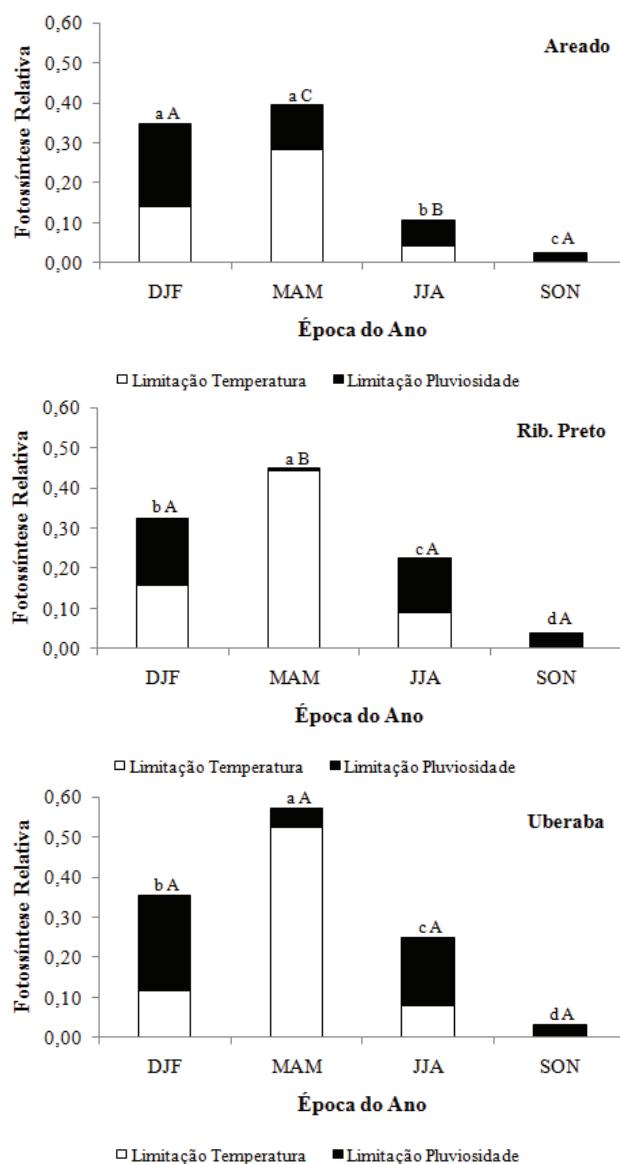 Areado
Fotossíntese Relativa
0,60
0,50
0,40
0,30
0,20
0,10
0,00
a A
a C
b B
c A
DJF MAM JJA SON
Época do Ano
Limitação Temperatura Limitação Pluviosidade
Rib. Preto
Fotossíntese Relativa
0,60
0,50
0,40
0,30
0,20
0,10
0,00
b A
a B
c A
d A
DJF MAM JJA SON
Época do Ano
Limitação Temperatura Limitação Pluviosidade
Uberaba
Fotossíntese Relativa
0,60
0,50
0,40
0,30
0,20
0,10
0,00
b A
a A
c A
d A
DJF MAM JJA SON
Época do Ano
Limitação Temperatura Limitação Pluviosidade